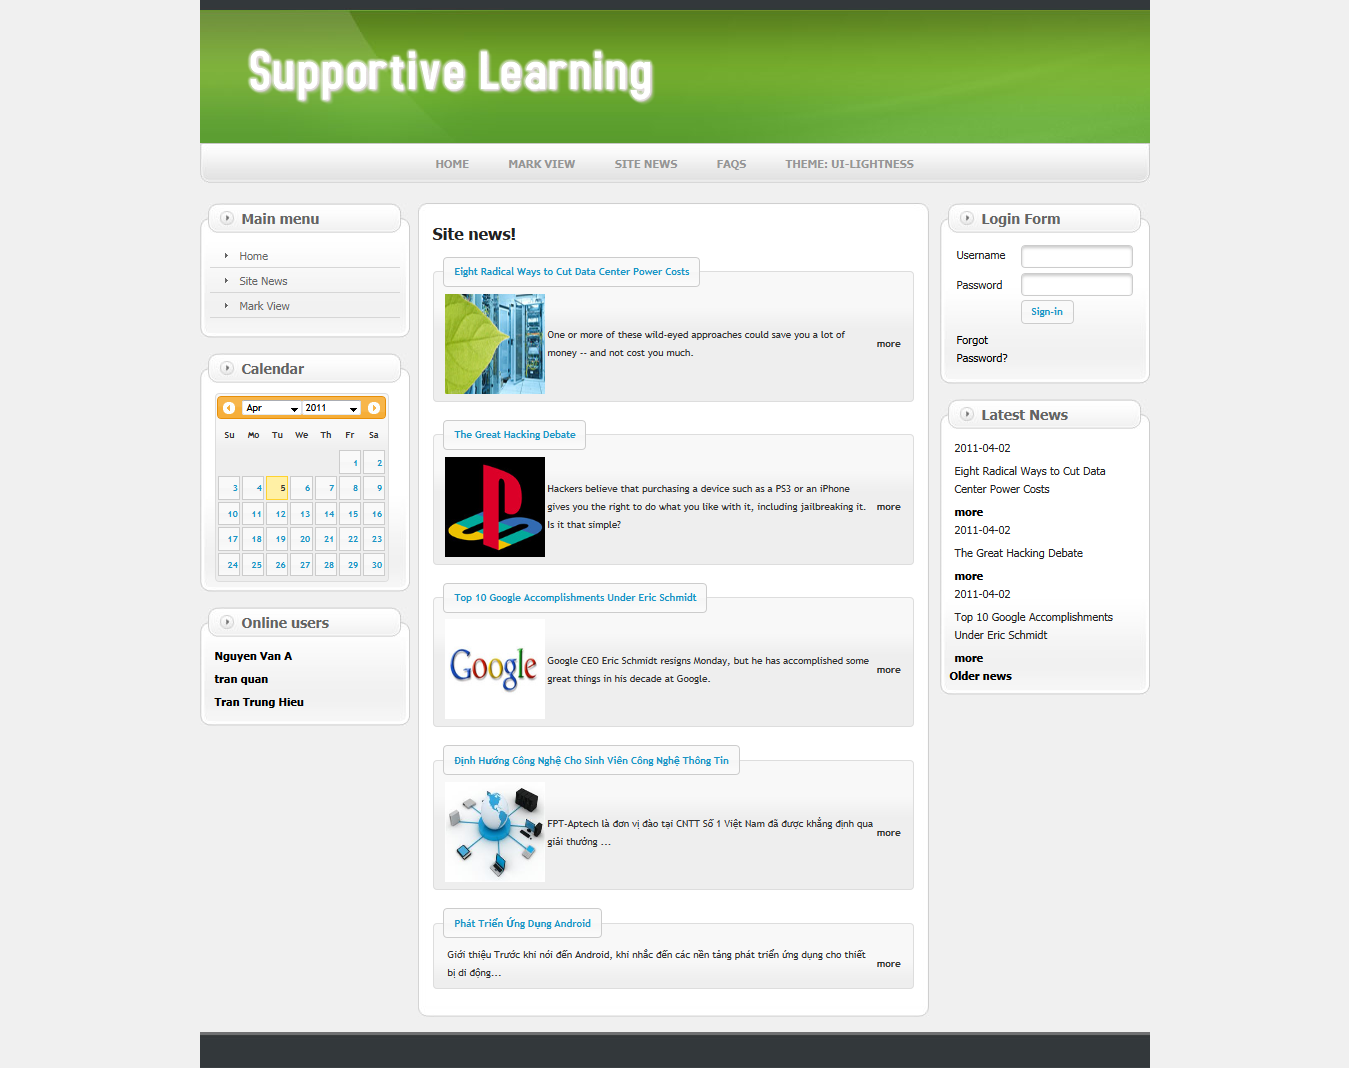 Supportive Learning
HOME MARK VIEW SITE NEWS FAQS THEME: UI-LIGHTNESS
Main menu
Home
Site News
Mark View
Calendar
Apr 2011
Su Mo Tu We Th Fr Sa
1 2
3 4 5 6 7 8 9
10 11 12 13 14 15 16
17 18 19 20 21 22 23
24 25 26 27 28 29 30
Online users
Nguyen Van A
tran quan
Tran Trung Hieu
Site news!
Eight Radical Ways to Cut Data Center Power Costs
One or more of these wild-eyed approaches could save you a lot of
money -- and not cost you much.
more
The Great Hacking Debate
Hackers believe that purchasing a device such as a PS3 or an iPhone
gives you the right to do what you like with it, including jailbreaking it.
Is it that simple?
more
Top 10 Google Accomplishments Under Eric Schmidt
Google
Google CEO Eric Schmidt resigns Monday, but he has accomplished some
great things in his decade at Google.
more
Định Hướng Công Nghệ Cho Sinh Viên Công Nghệ Thông Tin
FPT-Aptech là đơn vị đào tại CNTT Số 1 Việt Nam đã được khẳng định qua
giải thưởng ...
more
Phát Triển Ứng Dụng Android
Giới thiệu Trước khi nói đến Android, khi nhắc đến các nền tảng phát triển ứng dụng cho thiết
bị di động...
more
Login Form
Username
Password
Sign-in
Forgot
Password?
Latest News
2011-04-02
Eight Radical Ways to Cut Data
Center Power Costs
more
2011-04-02
The Great Hacking Debate
more
2011-04-02
Top 10 Google Accomplishments
Under Eric Schmidt
more
Older news